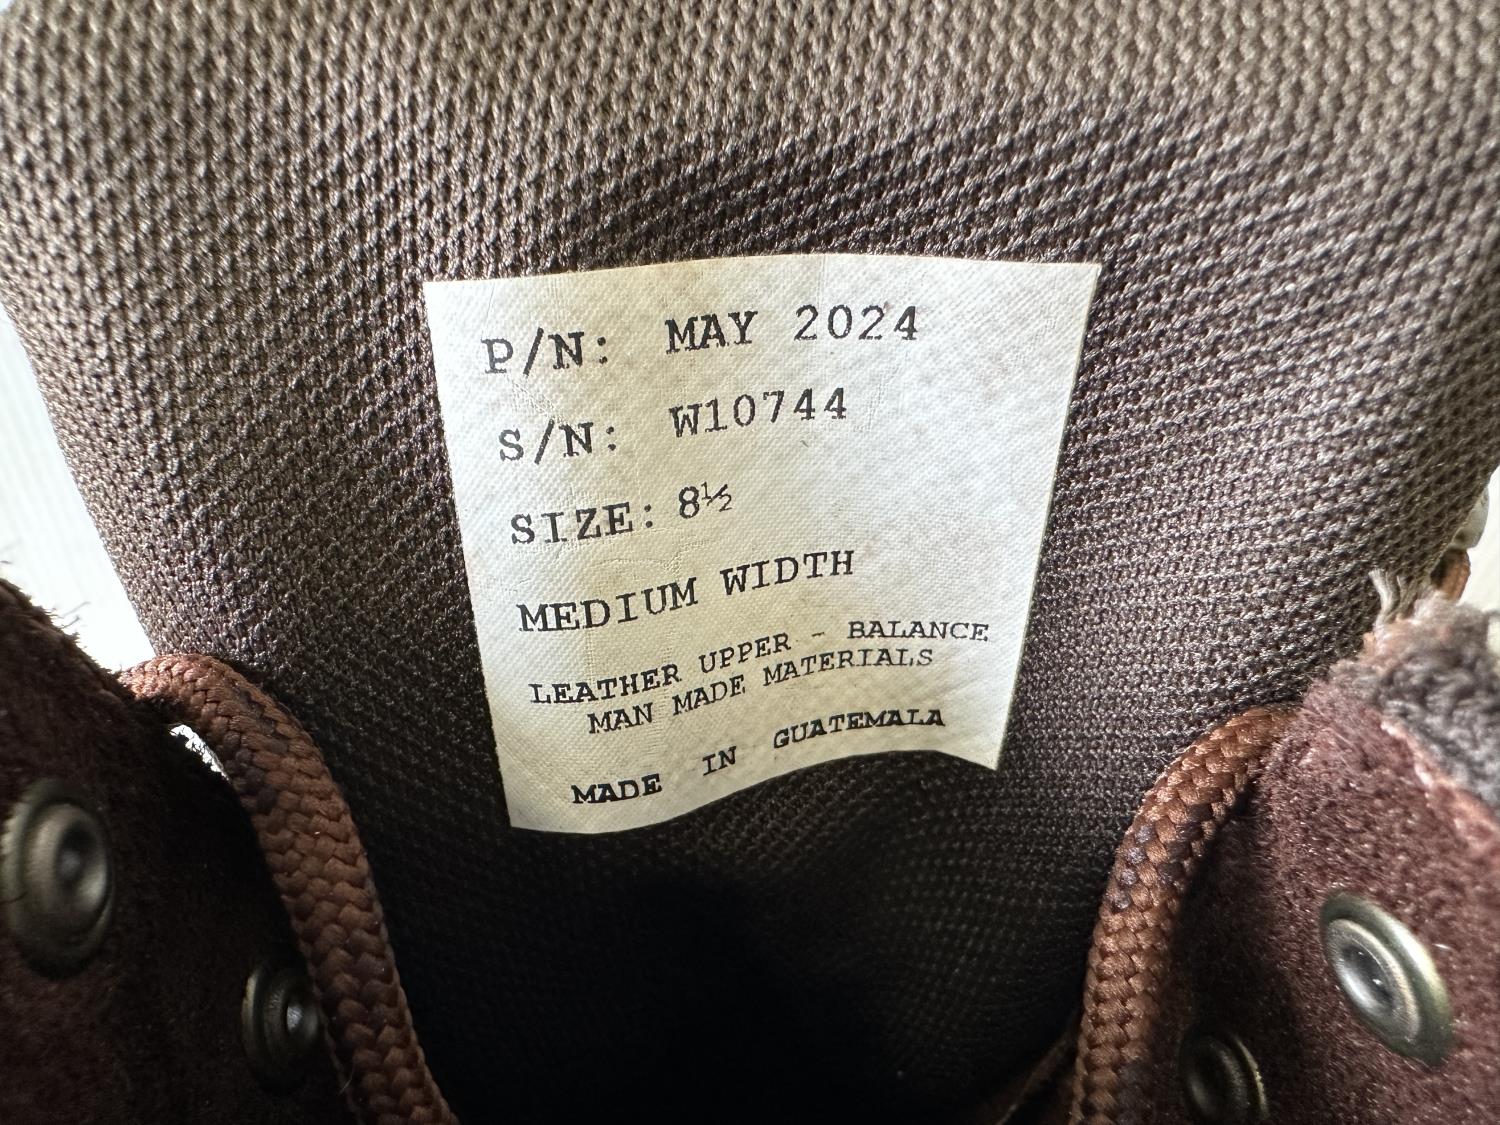 P/N: MAY 2024
S/N: W10744
SIZE: 8½
MEDIUM WIDTH
LEATHER UPPER - BALANCE
MAN MADE MATERIALS
MADE IN GUATEMALA